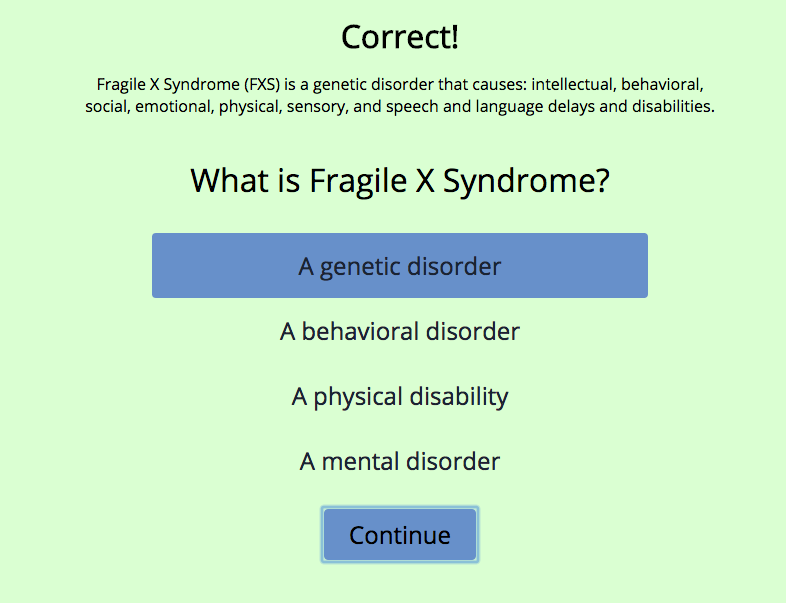 Correct!
Fragile X Syndrome (FXS) is a genetic disorder that causes: intellectual, behavioral,
social, emotional, physical, sensory, and speech and language delays and disabilities.
What is Fragile X Syndrome?
A genetic disorder
A behavioral disorder
A physical disability
A mental disorder
Continue